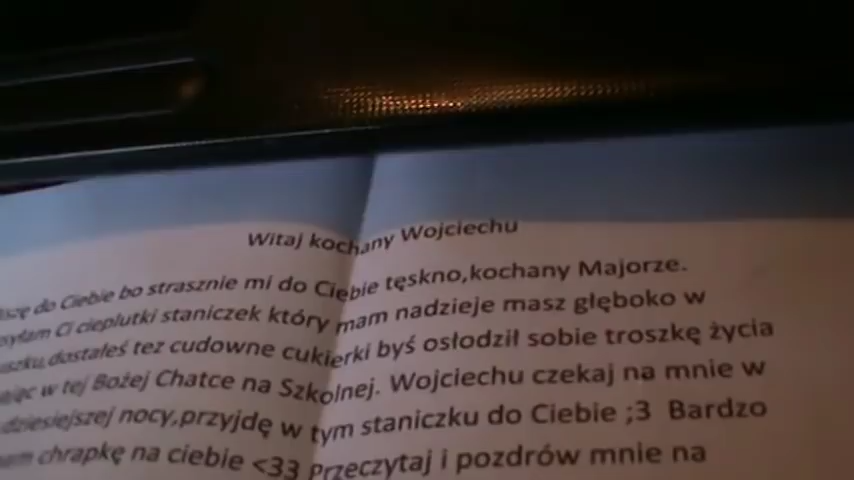 Witaj kochany Wojciechu
do Ciebie bo strasznie mi do Ciebie tęskno,kochany Majorze.
Ci cieplutki staniczek który mam nadzieje masz głęboko w
dostałeś tez cudowne cukierki byś osłodził sobie troszkę życia
w tej Bożej Chatce na Szkolnej. Wojciechu czekaj na mnie w
dziesiejszej nocy,przyjdę w tym staniczku do Ciebie ;3 Bardzo
chrapkę na ciebie <33 Przeczytaj i pozdrów mnie na